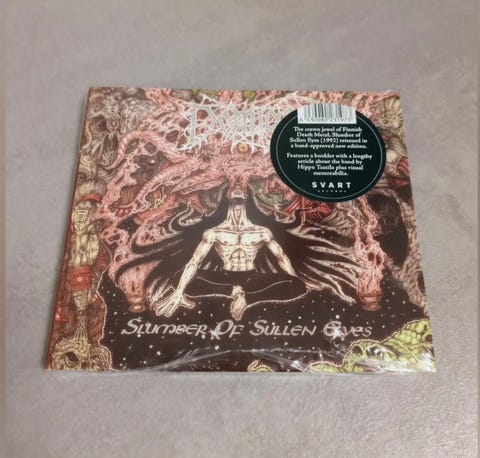 The crown jewel of Finnish
Death Metal, Slumber of
Sullen Eyes (1992) reissued in
a band-approved new edition.
Features a booklet with a lengthy
article about the band by
Hippo Taatila plus visual
memorabilia.
SVART
RECORDS
Slumber Of Sullen Eyes